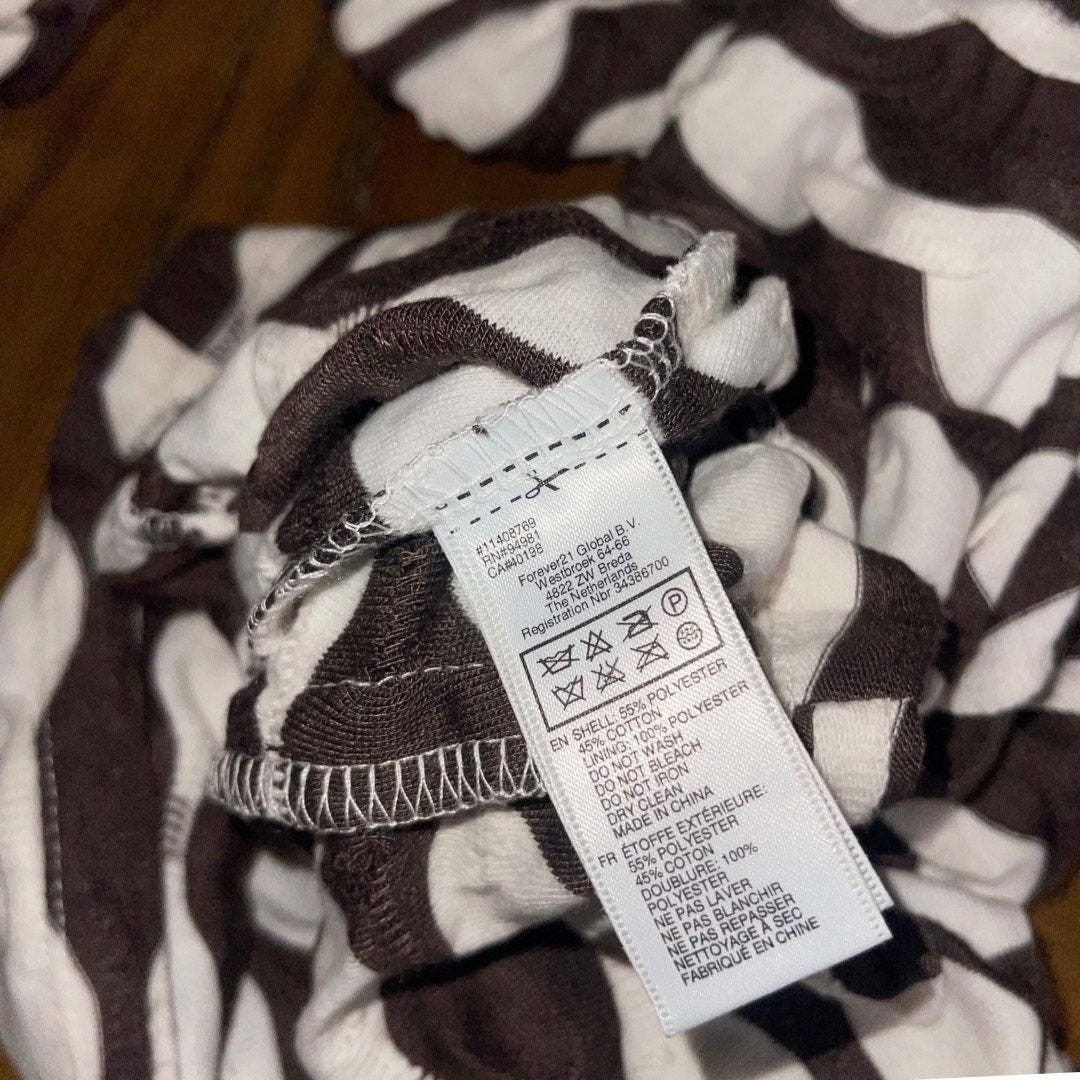 #11408769
RN#94981
CA#40198
Forever21 Global B.V.
Westbroek 64-66
4822 ZW Breda
The Netherlands
Registration Nbr 34386700
P
EN SHELL: 55% POLYESTER
45% COTTON
LINING: 100% POLYESTER
DO NOT WASH
DO NOT BLEACH
DO NOT IRON
DRY CLEAN
MADE IN CHINA
FR ÉTOFFE EXTÉRIEURE:
55% POLYESTER
45% COTON
DOUBLURE: 100%
POLYESTER
NE PAS LAVER
NE PAS BLANCHIR
NE PAS REPASSER
NETTOYAGE À SEC
FABRIQUÉ EN CHINE